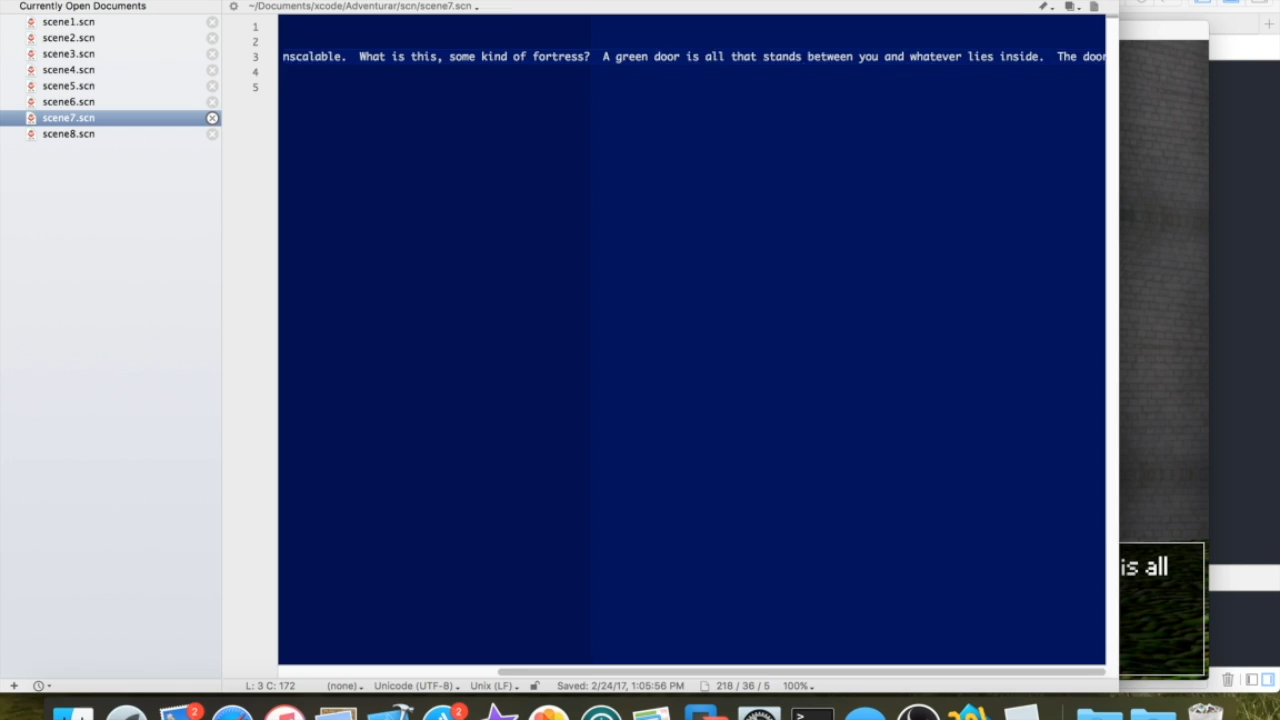 Currently Open Documents
~/Documents/xcode/Adventurar/scn/scene7.scn
scene1.scn
scene2.scn
scene3.scn
scene4.scn
scene5.scn
scene6.scn
scene7.scn
scene8.scn
1
2
3 nscalable. What is this, some kind of fortress? A green door is all that stands between you and whatever lies inside. The door
4
5
is all
L: 3 C: 172 (none) Unicode (UTF-8) Unix (LF) Saved: 2/24/17, 1:05:56 PM 218 / 36 / 5 100%
2 2